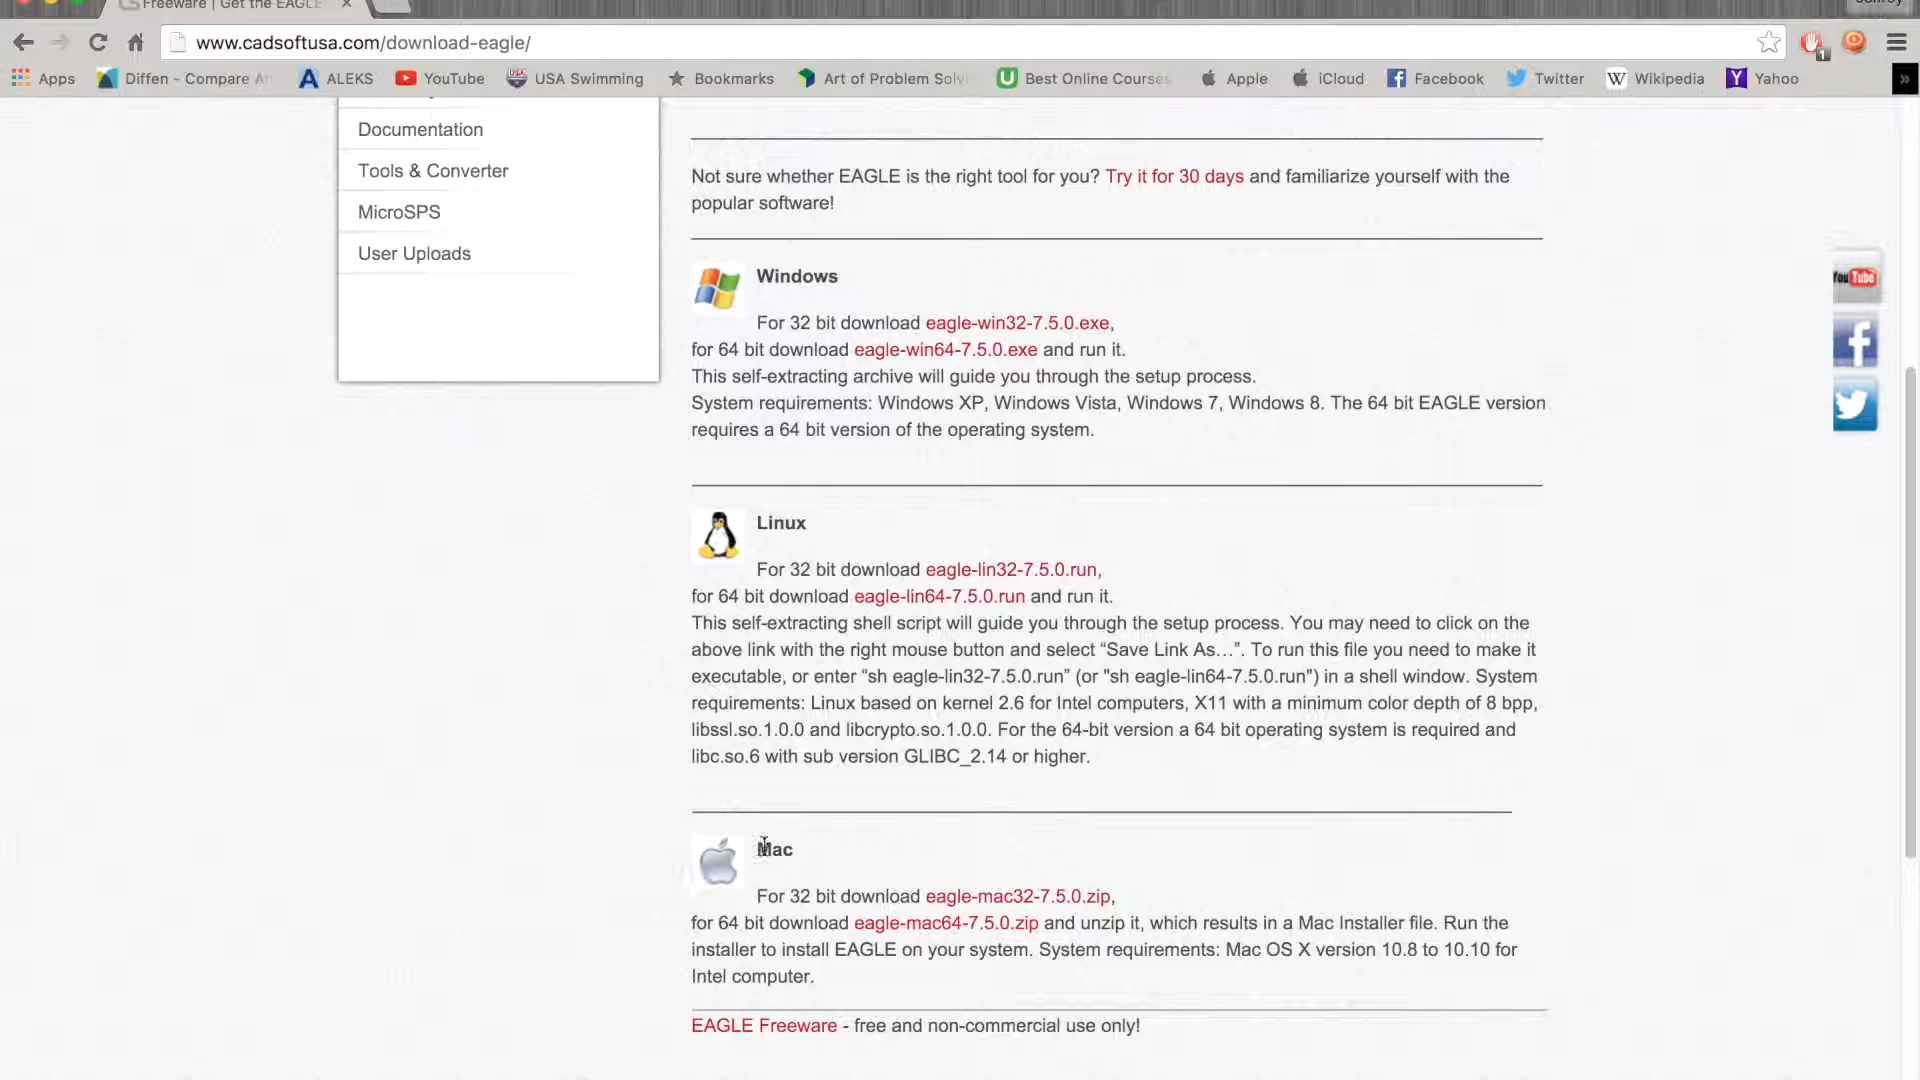 Freeware | Get the EAGLE
www.cadsoftusa.com/download-eagle/
Apps
Diffen - Compare
ALEKS
YouTube
USA Swimming
Bookmarks
Art of Problem Solv
Best Online Courses
Apple
iCloud
Facebook
Twitter
Wikipedia
Yahoo
»
Documentation
Tools & Converter
MicroSPS
User Uploads
Not sure whether EAGLE is the right tool for you? Try it for 30 days and familiarize yourself with the
popular software!
Windows
For 32 bit download eagle-win32-7.5.0.exe,
for 64 bit download eagle-win64-7.5.0.exe and run it.
This self-extracting archive will guide you through the setup process.
System requirements: Windows XP, Windows Vista, Windows 7, Windows 8. The 64 bit EAGLE version
requires a 64 bit version of the operating system.
Linux
For 32 bit download eagle-lin32-7.5.0.run,
for 64 bit download eagle-lin64-7.5.0.run and run it.
This self-extracting shell script will guide you through the setup process. You may need to click on the
above link with the right mouse button and select “Save Link As…”. To run this file you need to make it
executable, or enter “sh eagle-lin32-7.5.0.run” (or "sh eagle-lin64-7.5.0.run") in a shell window. System
requirements: Linux based on kernel 2.6 for Intel computers, X11 with a minimum color depth of 8 bpp,
libssl.so.1.0.0 and libcrypto.so.1.0.0. For the 64-bit version a 64 bit operating system is required and
libc.so.6 with sub version GLIBC_2.14 or higher.
Mac
For 32 bit download eagle-mac32-7.5.0.zip,
for 64 bit download eagle-mac64-7.5.0.zip and unzip it, which results in a Mac Installer file. Run the
installer to install EAGLE on your system. System requirements: Mac OS X version 10.8 to 10.10 for
Intel computer.
EAGLE Freeware - free and non-commercial use only!
You Tube
1